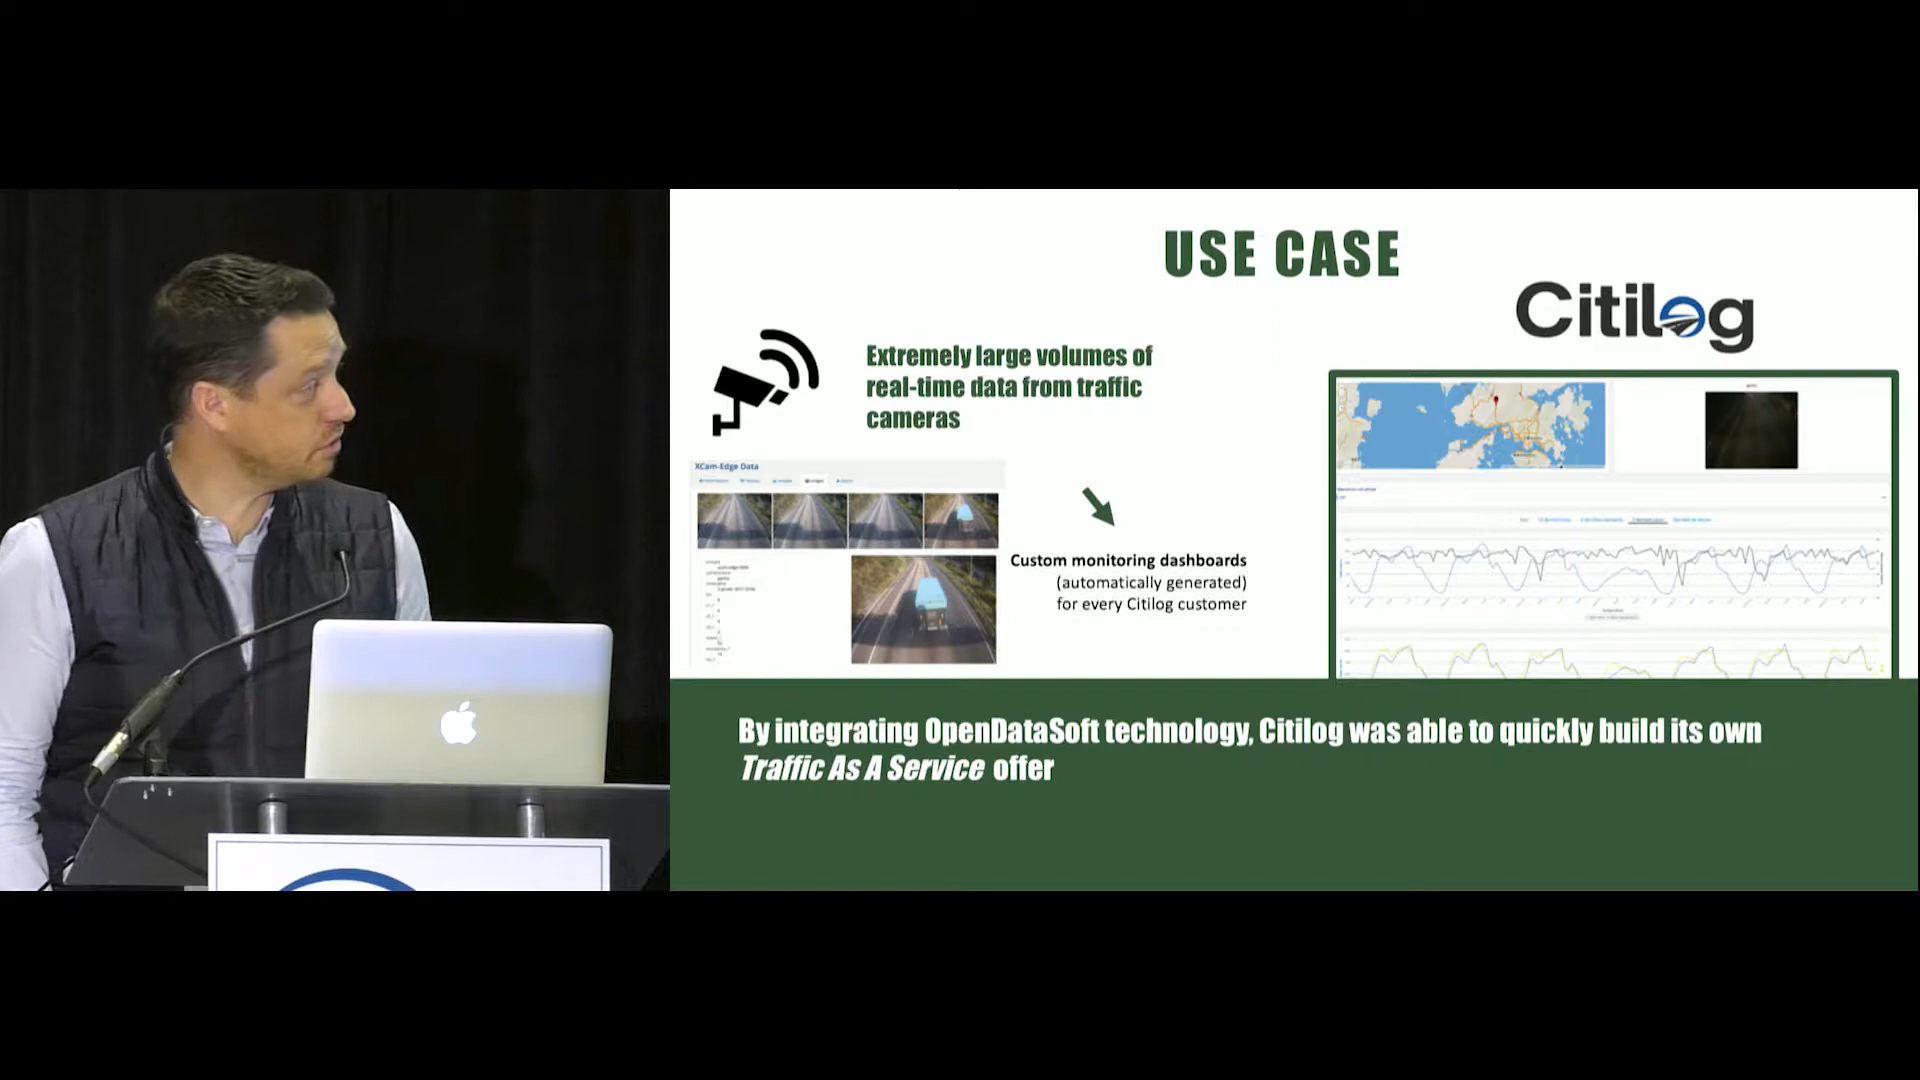 USE CASE
Citilog
Extremely large volumes of
real-time data from traffic
cameras
XCam-Edge Data
Custom monitoring dashboards
(automatically generated)
for every Citilog customer
By integrating OpenDataSoft technology, Citilog was able to quickly build its own
Traffic As A Service offer